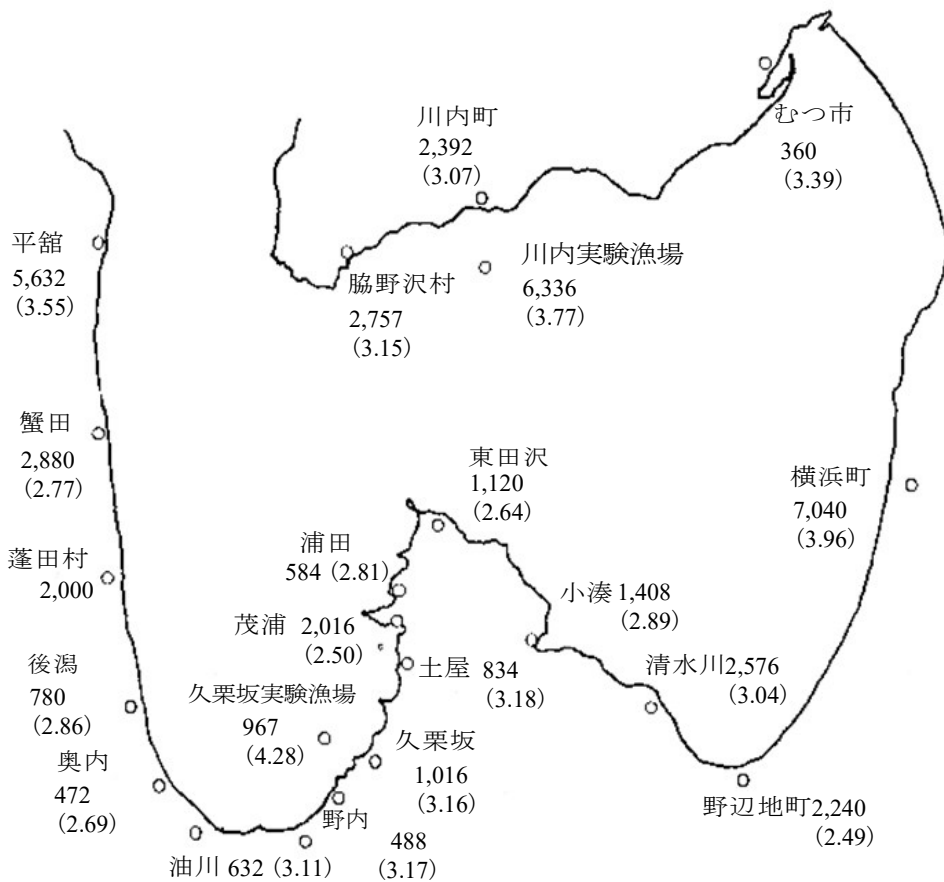 川内町
2,392
(3.07)
むつ市
360
(3.39)
平舘
5,632
(3.55)
川内実験漁場
6,336
(3.77)
脇野沢村
2,757
(3.15)
蟹田
2,880
(2.77)
東田沢
1,120
(2.64)
横浜町
7,040
(3.96)
浦田
584 (2.81)
蓬田村
2,000
小湊 1,408
(2.89)
茂浦 2,016
(2.50)
土屋 834
(3.18)
清水川2,576
(3.04)
後潟
780
(2.86)
久栗坂実験漁場
967
(4.28)
久栗坂
1,016
(3.16)
奥内
472
(2.69)
野内
488
(3.17)
野辺地町2,240
(2.49)
油川 632 (3.11)